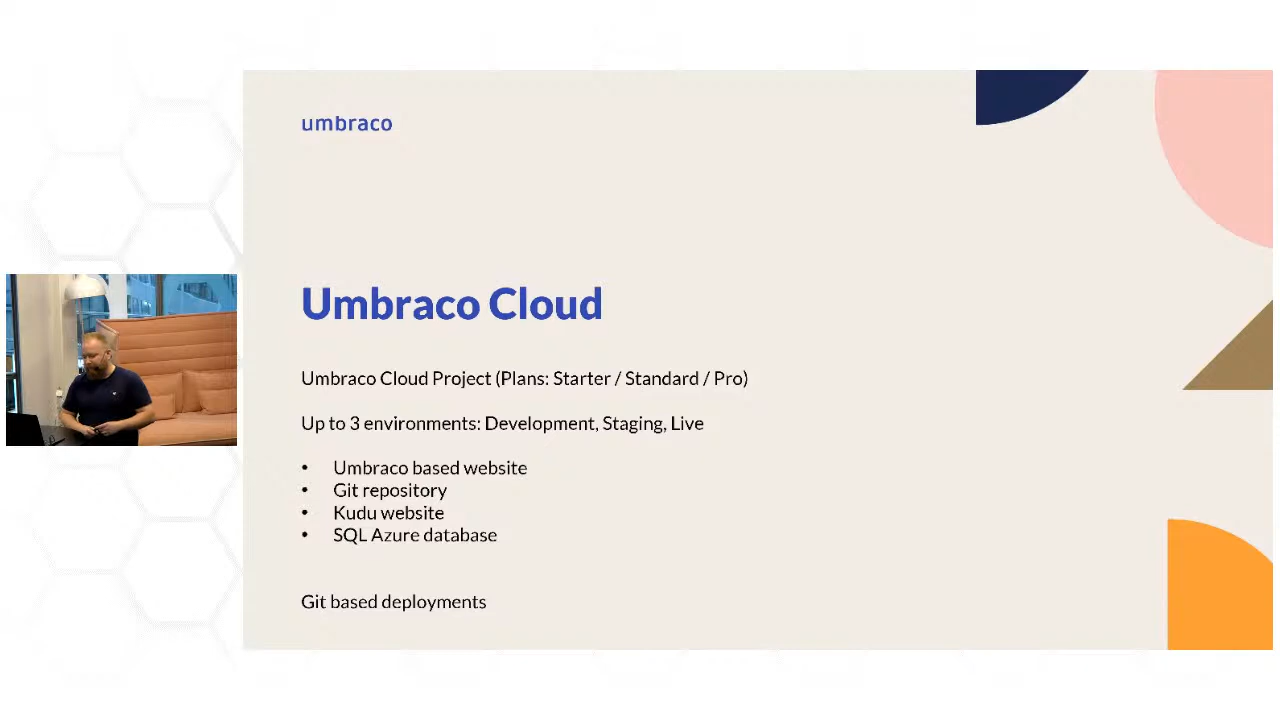 umbraco
Umbraco Cloud
Umbraco Cloud Project (Plans: Starter / Standard / Pro)
Up to 3 environments: Development, Staging, Live
• Umbraco based website
• Git repository
• Kudu website
• SQL Azure database
Git based deployments